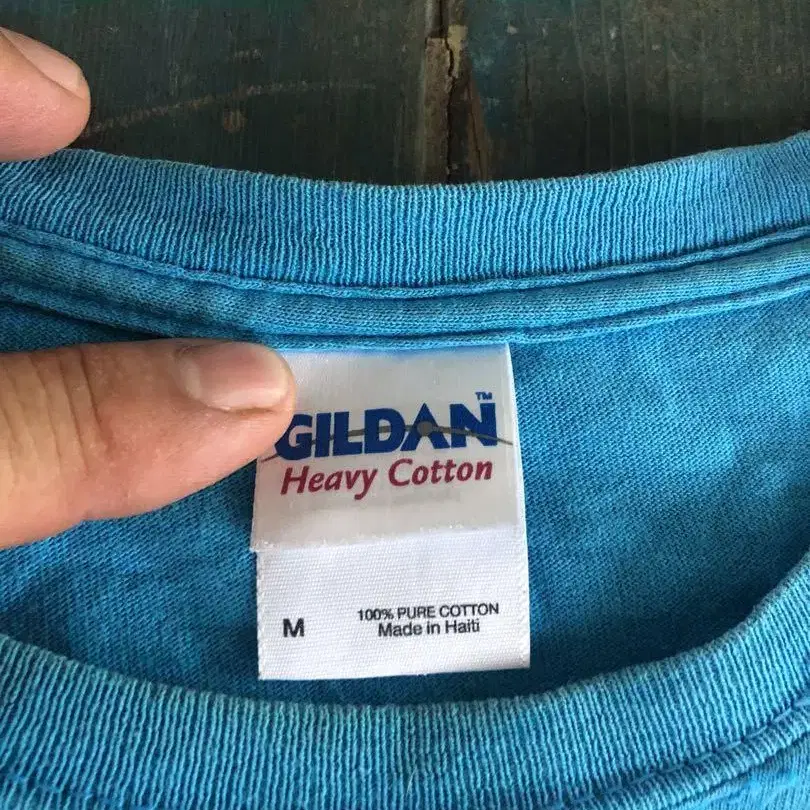 GILDAN™
Heavy Cotton
M
100% PURE COTTON
Made in Haiti